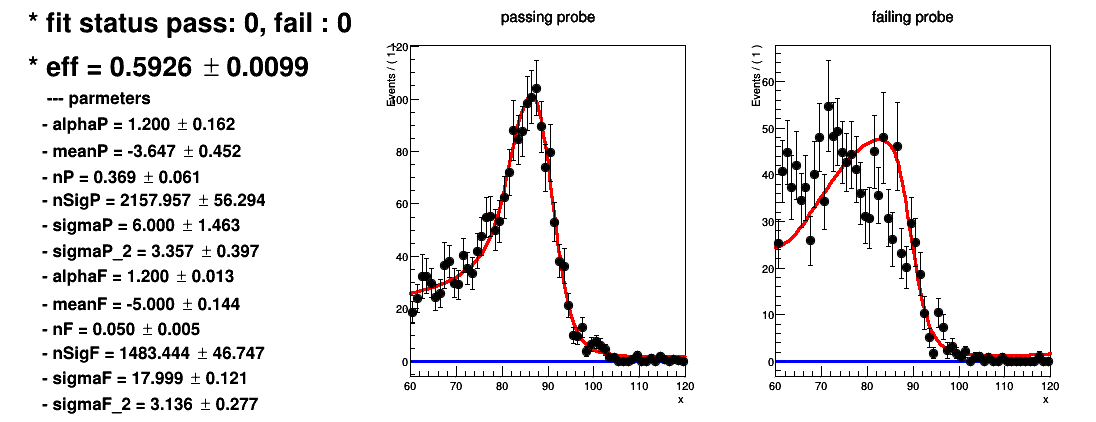 * fit status pass: 0, fail : 0
* eff = 0.5926 ± 0.0099
--- parmeters
- alphaP = 1.200 ± 0.162
- meanP = -3.647 ± 0.452
- nP = 0.369 ± 0.061
- nSigP = 2157.957 ± 56.294
- sigmaP = 6.000 ± 1.463
- sigmaP_2 = 3.357 ± 0.397
- alphaF = 1.200 ± 0.013
- meanF = -5.000 ± 0.144
- nF = 0.050 ± 0.005
- nSigF = 1483.444 ± 46.747
- sigmaF = 17.999 ± 0.121
- sigmaF_2 = 3.136 ± 0.277
passing probe
Events / ( 1 )
120
100
80
60
40
20
0
60 70 80 90 100 110 120
x
failing probe
Events / ( 1 )
60
50
40
30
20
10
0
60 70 80 90 100 110 120
x